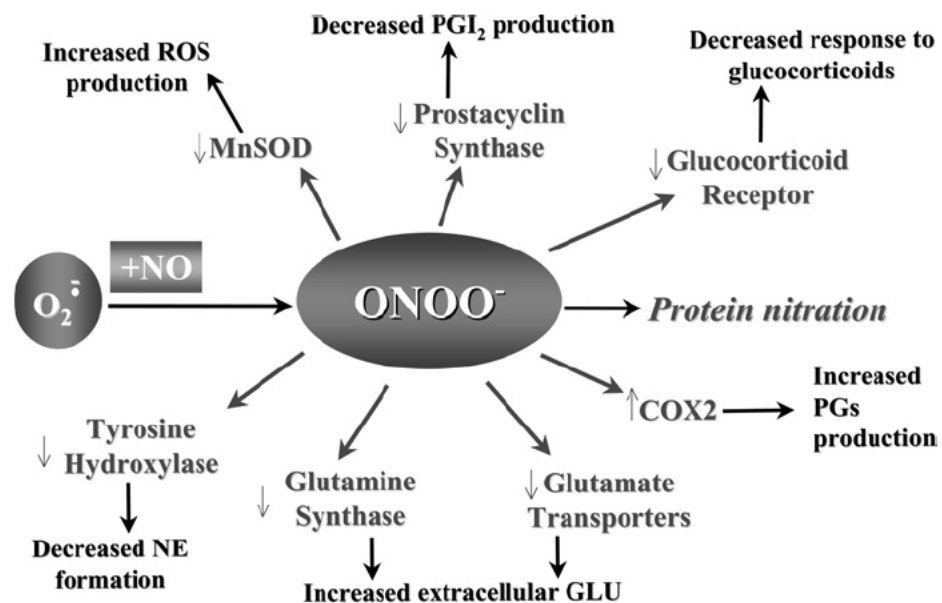 Decreased PGI₂ production
Increased ROS
production
Decreased response to
glucocorticoids
↓ Prostacyclin
Synthase
↓ MnSOD
↓ Glucocorticoid
Receptor
+NO
O₂•̄
ONOO⁻
Protein nitration
↑ COX2
Increased
PGs
production
↓ Tyrosine
Hydroxylase
↓ Glutamine
Synthase
↓ Glutamate
Transporters
Decreased NE
formation
Increased extracellular GLU